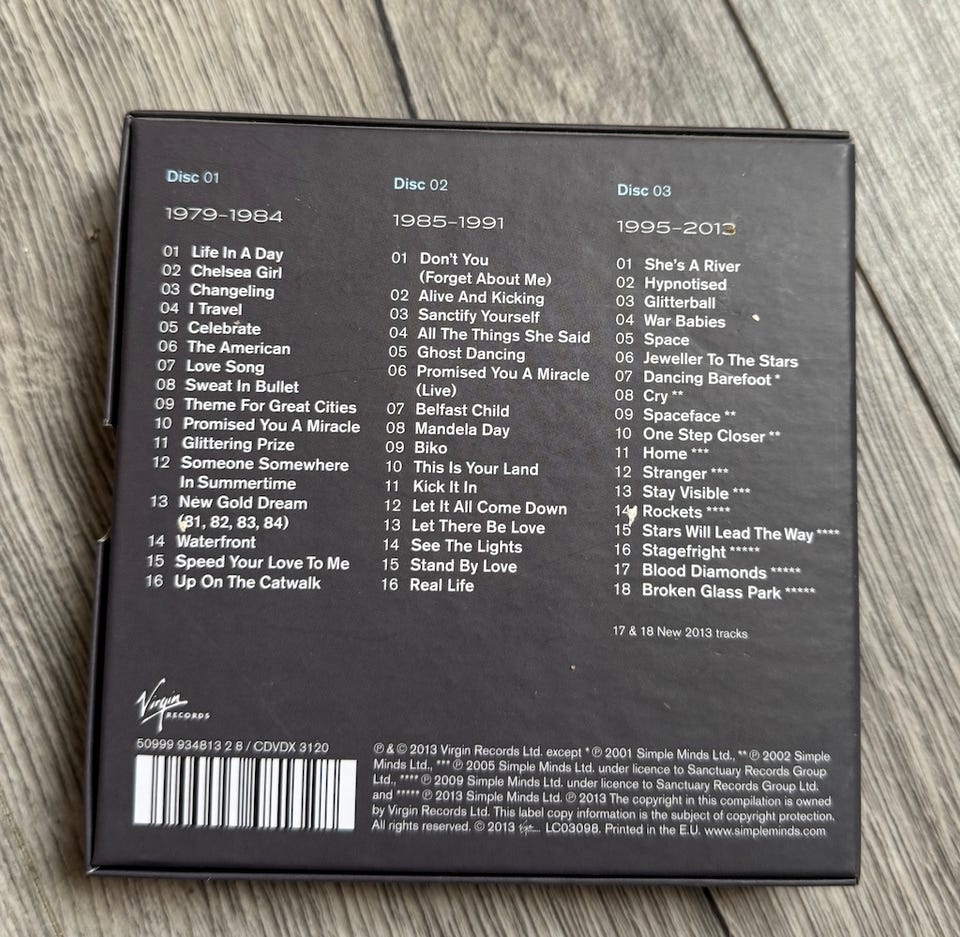 Disc 01
1979-1984
01 Life In A Day
02 Chelsea Girl
03 Changeling
04 I Travel
05 Celebrate
06 The American
07 Love Song
08 Sweat In Bullet
09 Theme For Great Cities
10 Promised You A Miracle
11 Glittering Prize
12 Someone Somewhere
In Summertime
13 New Gold Dream
(81, 82, 83, 84)
14 Waterfront
15 Speed Your Love To Me
16 Up On The Catwalk
Disc 02
1985-1991
01 Don't You
(Forget About Me)
02 Alive And Kicking
03 Sanctify Yourself
04 All The Things She Said
05 Ghost Dancing
06 Promised You A Miracle
(Live)
07 Belfast Child
08 Mandela Day
09 Biko
10 This Is Your Land
11 Kick It In
12 Let It All Come Down
13 Let There Be Love
14 See The Lights
15 Stand By Love
16 Real Life
Disc 03
1995-2013
01 She's A River
02 Hypnotised
03 Glitterball
04 War Babies
05 Space
06 Jeweller To The Stars
07 Dancing Barefoot *
08 Cry **
09 Spaceface **
10 One Step Closer **
11 Home ***
12 Stranger ***
13 Stay Visible ***
14 Rockets ****
15 Stars Will Lead The Way ****
16 Stagefright *****
17 Blood Diamonds *****
18 Broken Glass Park *****
17 & 18 New 2013 tracks
Virgin
RECORDS
50999 934813 2 8 / CDVDX 3120
℗ & © 2013 Virgin Records Ltd. except * ℗ 2001 Simple Minds Ltd., ** ℗ 2002 Simple
Minds Ltd., *** ℗ 2005 Simple Minds Ltd. under licence to Sanctuary Records Group
Ltd., **** ℗ 2009 Simple Minds Ltd. under licence to Sanctuary Records Group Ltd.
and ***** ℗ 2013 Simple Minds Ltd. ℗ 2013 The copyright in this compilation is owned
by Virgin Records Ltd. This label copy information is the subject of copyright protection.
All rights reserved. © 2013 Virgin LC03098. Printed in the E.U. www.simpleminds.com